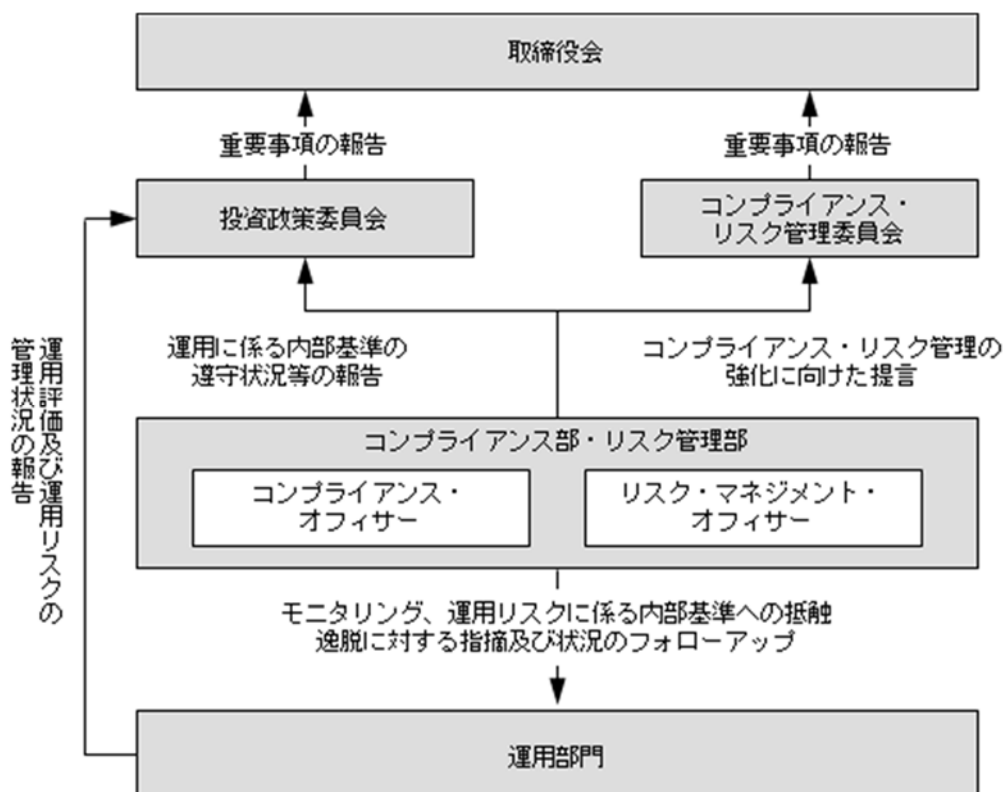 取締役会
重要事項の報告
重要事項の報告
投資政策委員会
コンプライアンス・
リスク管理委員会
運用に係る内部基準の
遵守状況等の報告
コンプライアンス・リスク管理の
強化に向けた提言
運用評価及び運用リスクの
管理状況の報告
コンプライアンス部・リスク管理部
コンプライアンス・
オフィサー
リスク・マネジメント・
オフィサー
モニタリング、運用リスクに係る内部基準への抵触
逸脱に対する指摘及び状況のフォローアップ
運用部門